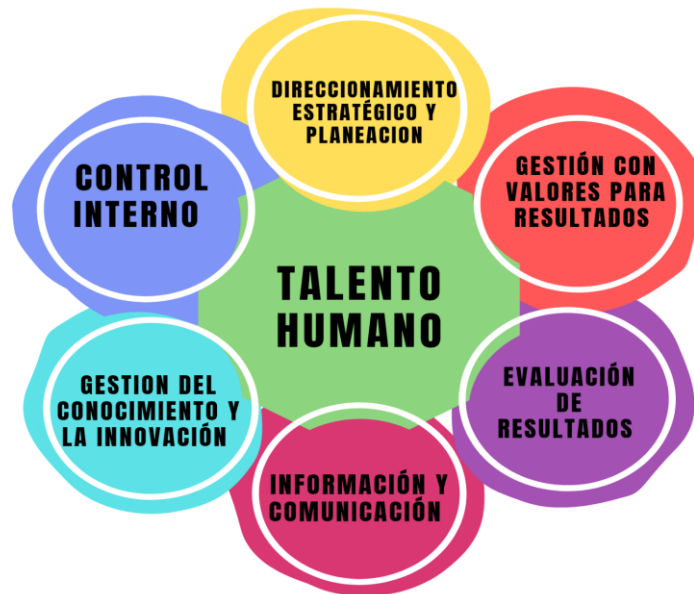 DIRECCIONAMIENTO
ESTRATÉGICO Y
PLANEACION
CONTROL
INTERNO
GESTIÓN CON
VALORES PARA
RESULTADOS
TALENTO
HUMANO
GESTION DEL
CONOCIMIENTO Y
LA INNOVACIÓN
EVALUACIÓN
DE
RESULTADOS
INFORMACIÓN Y
COMUNICACIÓN